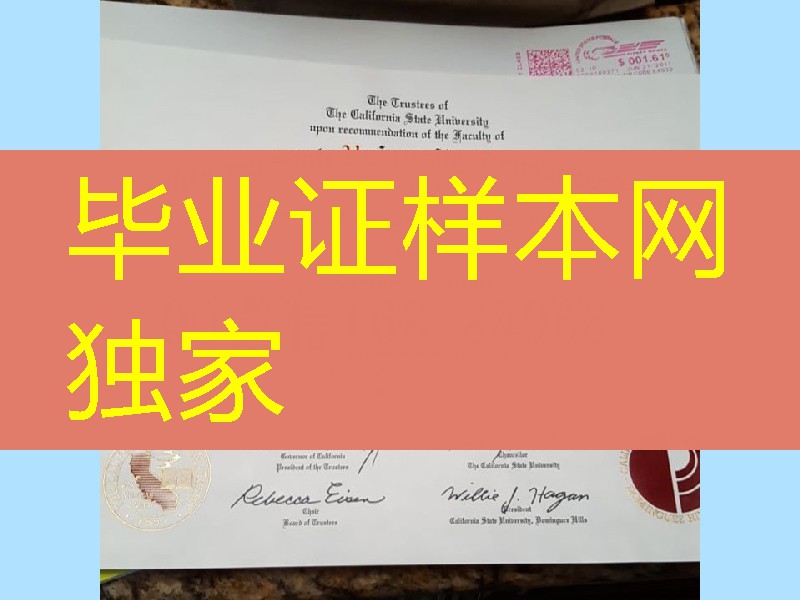 $ 001.61⁰
The Trustees of
The California State University
upon recommendation of the Faculty of
毕业证样本网
独家
Governor of California
President of the Trustees
Chancellor
The California State University
Rebecca Eisen
Chair
Board of Trustees
Willie J. Hagan
President
California State University, Dominguez Hills